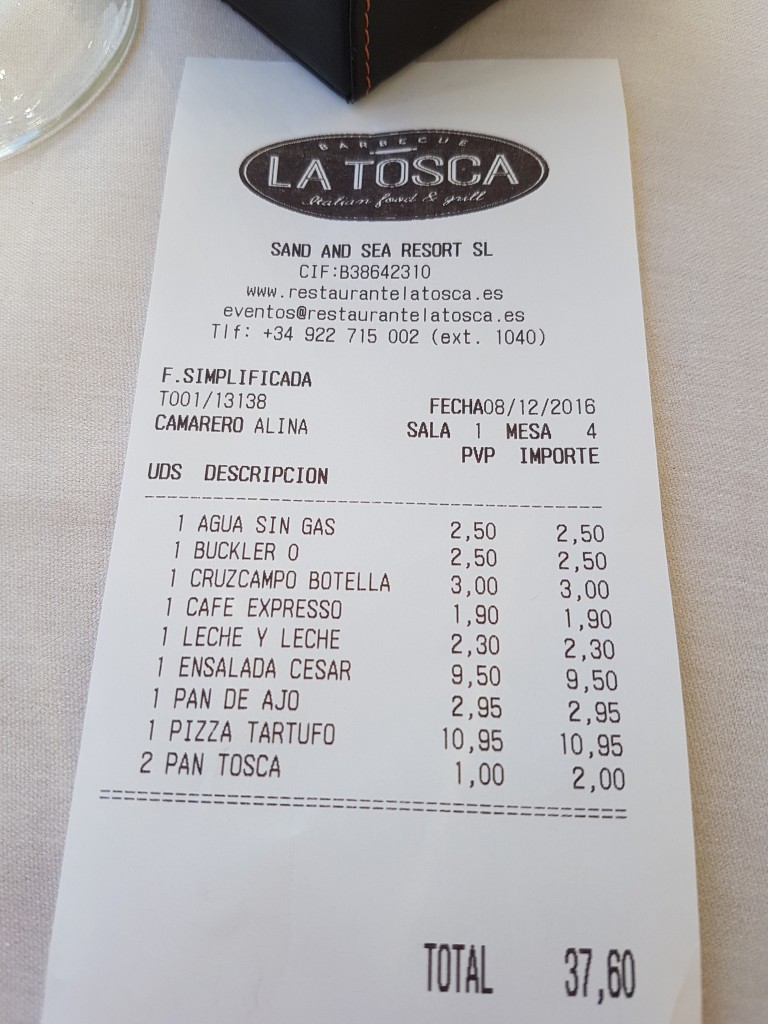 BARBECUE
LA TOSCA
Italian food & grill
SAND AND SEA RESORT SL
CIF:B38642310
www.restaurantelatosca.es
eventos@restaurantelatosca.es
Tlf: +34 922 715 002 (ext. 1040)
F.SIMPLIFICADA
T001/13138 FECHA08/12/2016
CAMARERO ALINA SALA 1 MESA 4
UDS DESCRIPCION PVP IMPORTE
1 AGUA SIN GAS 2,50 2,50
1 BUCKLER 0 2,50 2,50
1 CRUZCAMPO BOTELLA 3,00 3,00
1 CAFE EXPRESSO 1,90 1,90
1 LECHE Y LECHE 2,30 2,30
1 ENSALADA CESAR 9,50 9,50
1 PAN DE AJO 2,95 2,95
1 PIZZA TARTUFO 10,95 10,95
2 PAN TOSCA 1,00 2,00
TOTAL 37,60